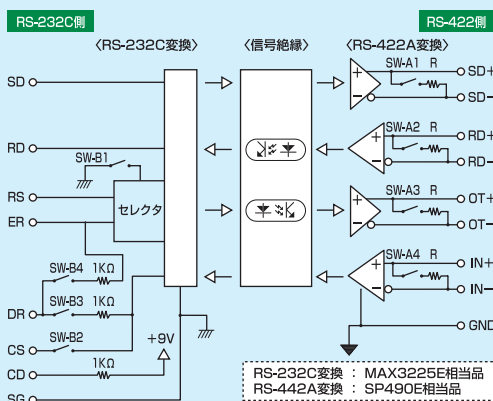 RS-232C側
RS-422側
〈RS-232C変換〉
〈信号絶縁〉
〈RS-422A変換〉
SD
RD
SW-B1
RS
ER
セレクタ
SW-B4 1KΩ
DR
SW-B3 1KΩ
CS
SW-B2
+9V
CD
1KΩ
SG
SW-A1 R
+
−
SD+
SD−
SW-A2 R
+
−
RD+
RD−
SW-A3 R
+
−
OT+
OT−
SW-A4 R
+
−
IN+
IN−
GND
RS-232C変換 : MAX3225E相当品
RS-442A変換 : SP490E相当品